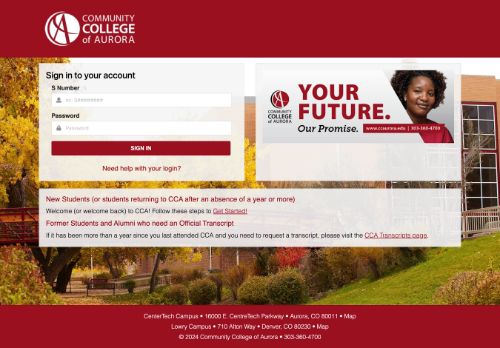 COMMUNITY
COLLEGE
of AURORA
Sign in to your account
S Number
Password
Password
SIGN IN
Need help with your login?
COMMUNITY
COLLEGE
of AURORA
YOUR
FUTURE.
Our Promise.
www.ccaurora.edu | 303-360-4700
New Students (or students returning to CCA after an absence of a year or more)
Welcome (or welcome back) to CCA! Follow these steps to Get Started!
Former Students and Alumni who need an Official Transcript
If it has been more than a year since you last attended CCA and you need to request a transcript, please visit the CCA Transcripts page.
CenterTech Campus • 16000 E. CentreTech Parkway • Aurora, CO 80011 • Map
Lowry Campus • 710 Alton Way • Denver, CO 80230 • Map
© 2024 Community College of Aurora • 303-360-4700